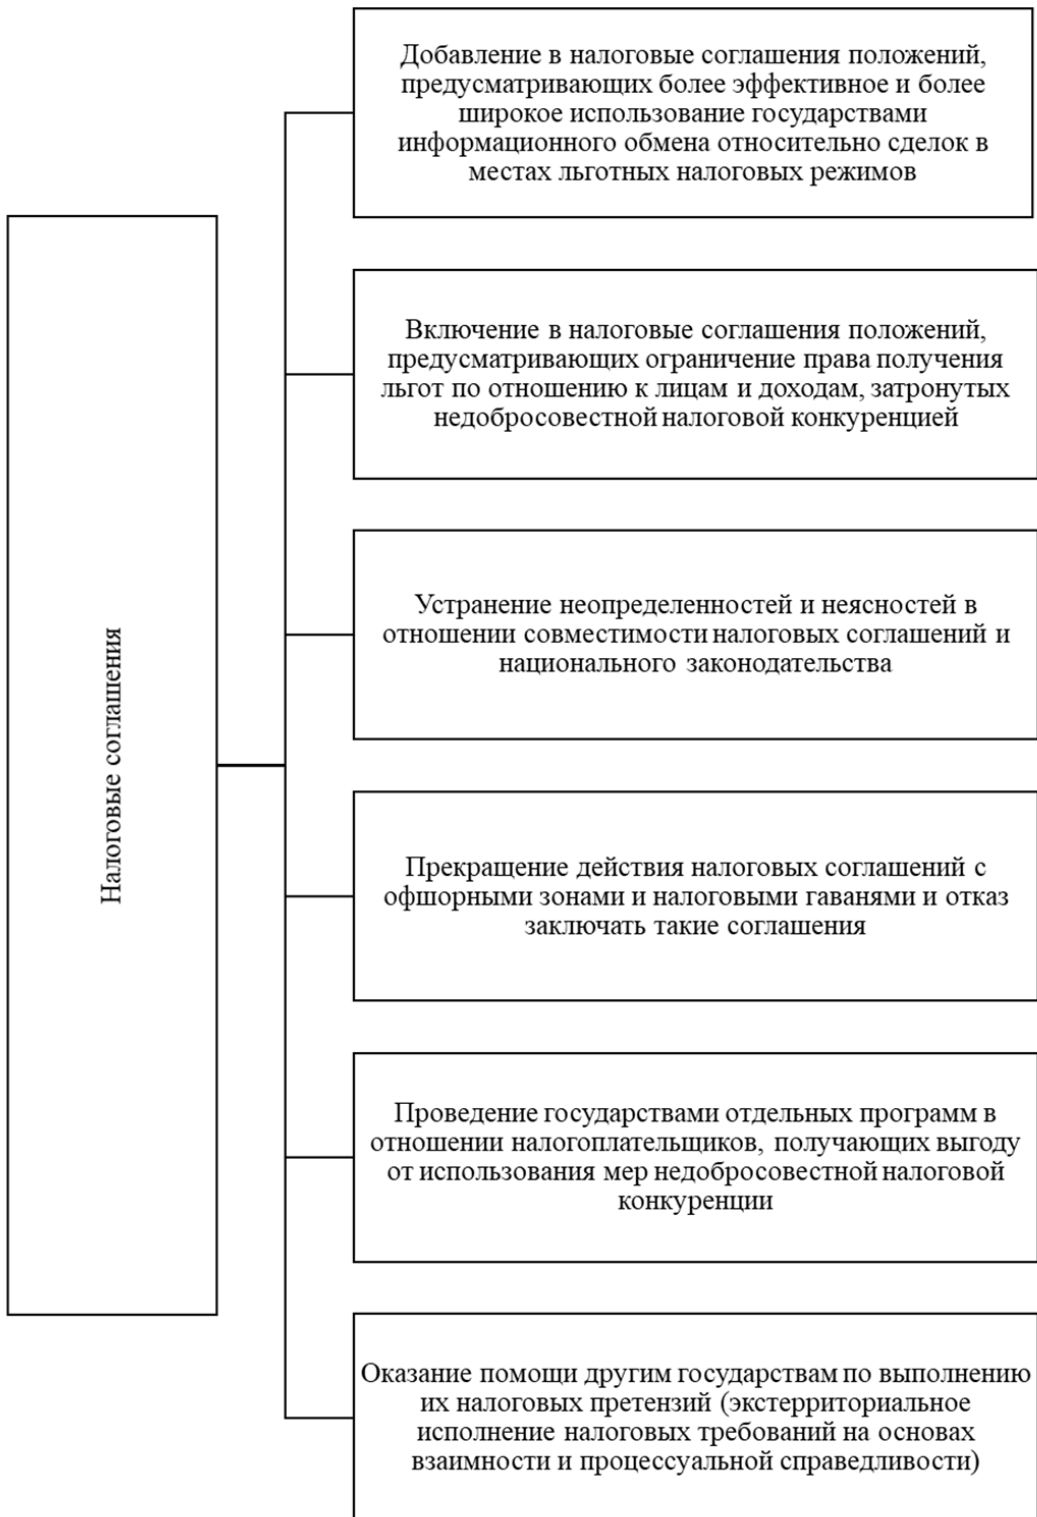 Налоговые соглашения
Добавление в налоговые соглашения положений,
предусматривающих более эффективное и более
широкое использование государствами
информационного обмена относительно сделок в
местах льготных налоговых режимов
Включение в налоговые соглашения положений,
предусматривающих ограничение права получения
льгот по отношению к лицам и доходам, затронутых
недобросовестной налоговой конкуренцией
Устранение неопределенностей и неясностей в
отношении совместимости налоговых соглашений и
национального законодательства
Прекращение действия налоговых соглашений с
офшорными зонами и налоговыми гаванями и отказ
заключать такие соглашения
Проведение государствами отдельных программ в
отношении налогоплательщиков, получающих выгоду
от использования мер недобросовестной налоговой
конкуренции
Оказание помощи другим государствам по выполнению
их налоговых претензий (экстерриториальное
исполнение налоговых требований на основах
взаимности и процессуальной справедливости)